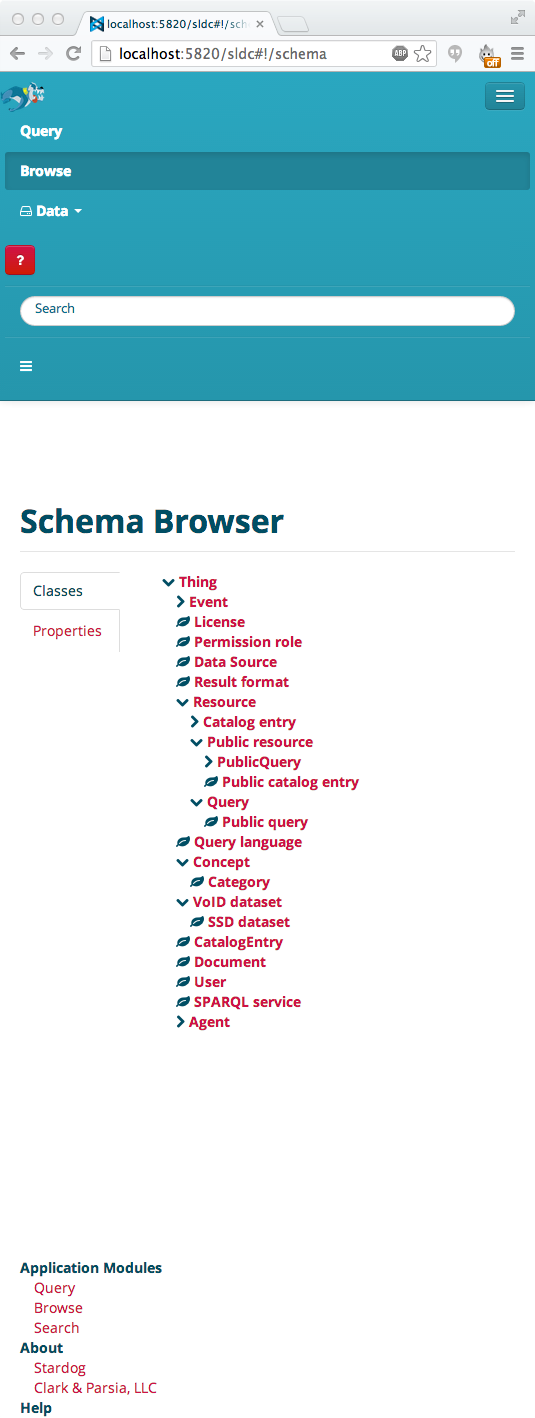 localhost:5820/sldc#!/sch
localhost:5820/sldc#!/schema
ABP
off
Query
Browse
Data
?
Search
Schema Browser
Classes
Properties
Thing
Event
License
Permission role
Data Source
Result format
Resource
Catalog entry
Public resource
PublicQuery
Public catalog entry
Query
Public query
Query language
Concept
Category
VoID dataset
SSD dataset
CatalogEntry
Document
User
SPARQL service
Agent
Application Modules
Query
Browse
Search
About
Stardog
Clark & Parsia, LLC
Help